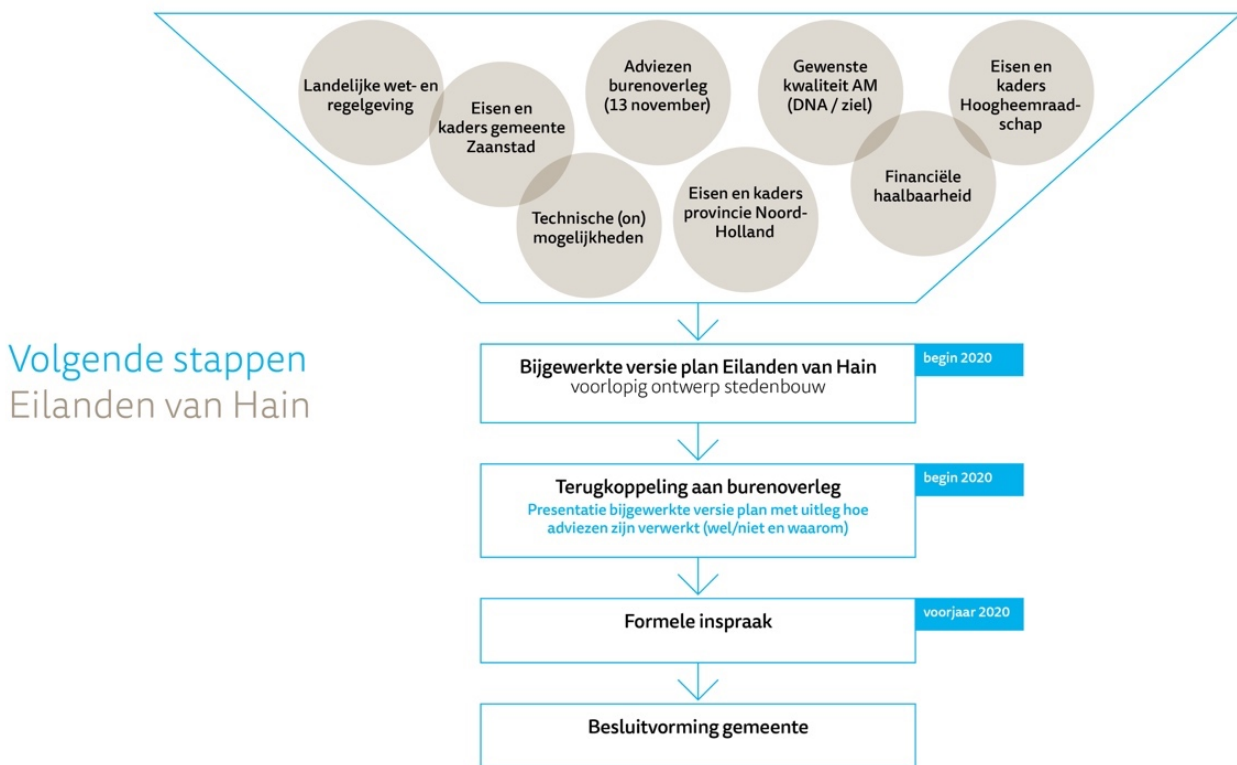 Landelijke wet- en
regelgeving
Eisen en
kaders gemeente
Zaanstad
Adviezen
burenoverleg
(13 november)
Gewenste
kwaliteit AM
(DNA / ziel)
Eisen en
kaders
Hoogheemraad-
schap
Technische (on)
mogelijkheden
Eisen en kaders
provincie Noord-
Holland
Financiële
haalbaarheid
Volgende stappen
Eilanden van Hain
Bijgewerkte versie plan Eilanden van Hain
voorlopig ontwerp stedenbouw
begin 2020
Terugkoppeling aan burenoverleg
Presentatie bijgewerkte versie plan met uitleg hoe
adviezen zijn verwerkt (wel/niet en waarom)
begin 2020
Formele inspraak
voorjaar 2020
Besluitvorming gemeente